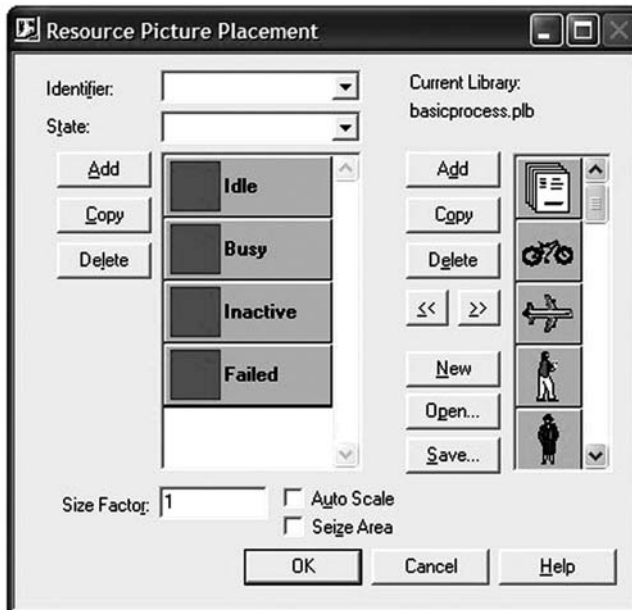 Resource Picture Placement
Identifier:
State:
Add
Copy
Delete
Idle
Busy
Inactive
Failed
Current Library:
basicprocess.plb
Add
Copy
Delete
<<
>>
New
Open...
Save...
Size Factor: 1
Auto Scale
Seize Area
OK
Cancel
Help